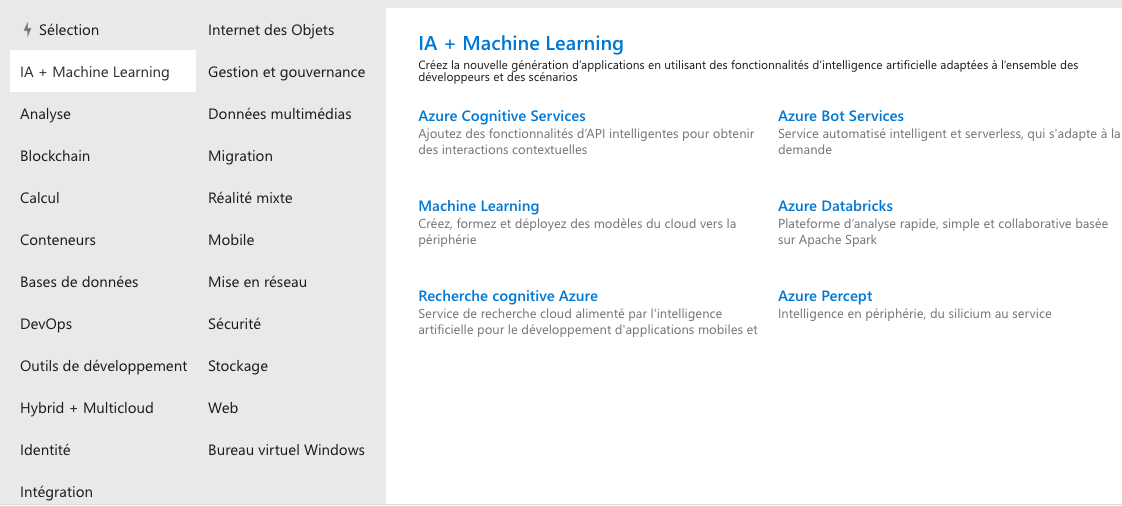 Sélection
IA + Machine Learning
Analyse
Blockchain
Calcul
Conteneurs
Bases de données
DevOps
Outils de développement
Hybrid + Multicloud
Identité
Intégration
Internet des Objets
Gestion et gouvernance
Données multimédias
Migration
Réalité mixte
Mobile
Mise en réseau
Sécurité
Stockage
Web
Bureau virtuel Windows
IA + Machine Learning
Créez la nouvelle génération d’applications en utilisant des fonctionnalités d’intelligence artificielle adaptées à l’ensemble des
développeurs et des scénarios
Azure Cognitive Services
Ajoutez des fonctionnalités d’API intelligentes pour obtenir
des interactions contextuelles
Azure Bot Services
Service automatisé intelligent et serverless, qui s'adapte à la
demande
Machine Learning
Créez, formez et déployez des modèles du cloud vers la
périphérie
Azure Databricks
Plateforme d’analyse rapide, simple et collaborative basée
sur Apache Spark
Recherche cognitive Azure
Service de recherche cloud alimenté par l'intelligence
artificielle pour le développement d'applications mobiles et
Azure Percept
Intelligence en périphérie, du silicium au service